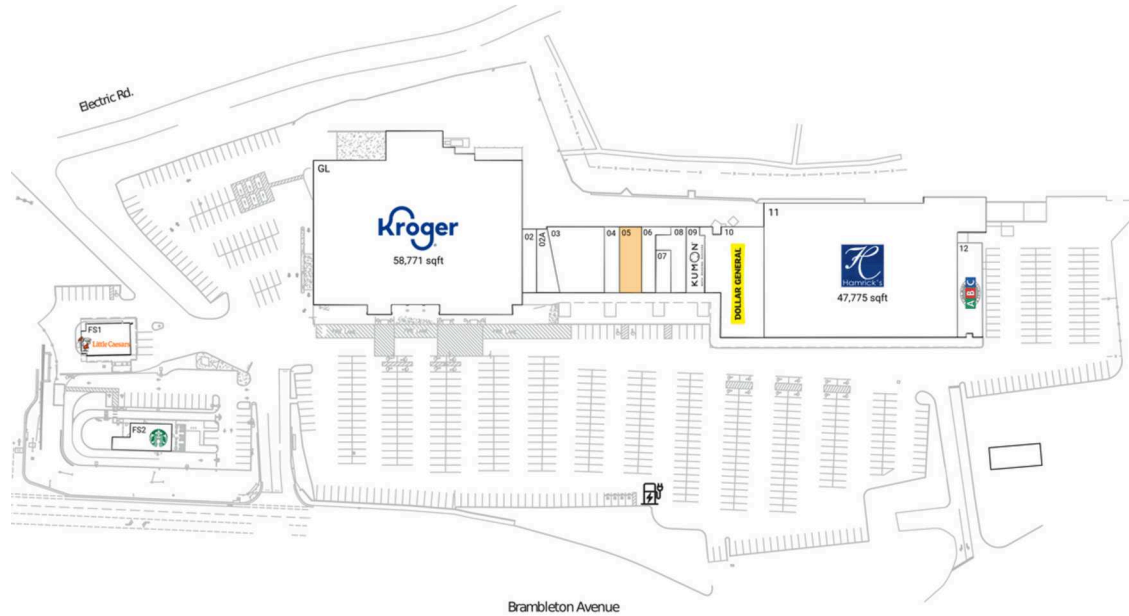 Electric Rd.
GL
Kroger
58,771 sqft
02
02A
03
04
05
06
07
08
09
KUMON
10
DOLLAR GENERAL
11
H
Hamrick's
47,775 sqft
12
ABC
FS1
Little Caesars
FS2
Brambleton Avenue